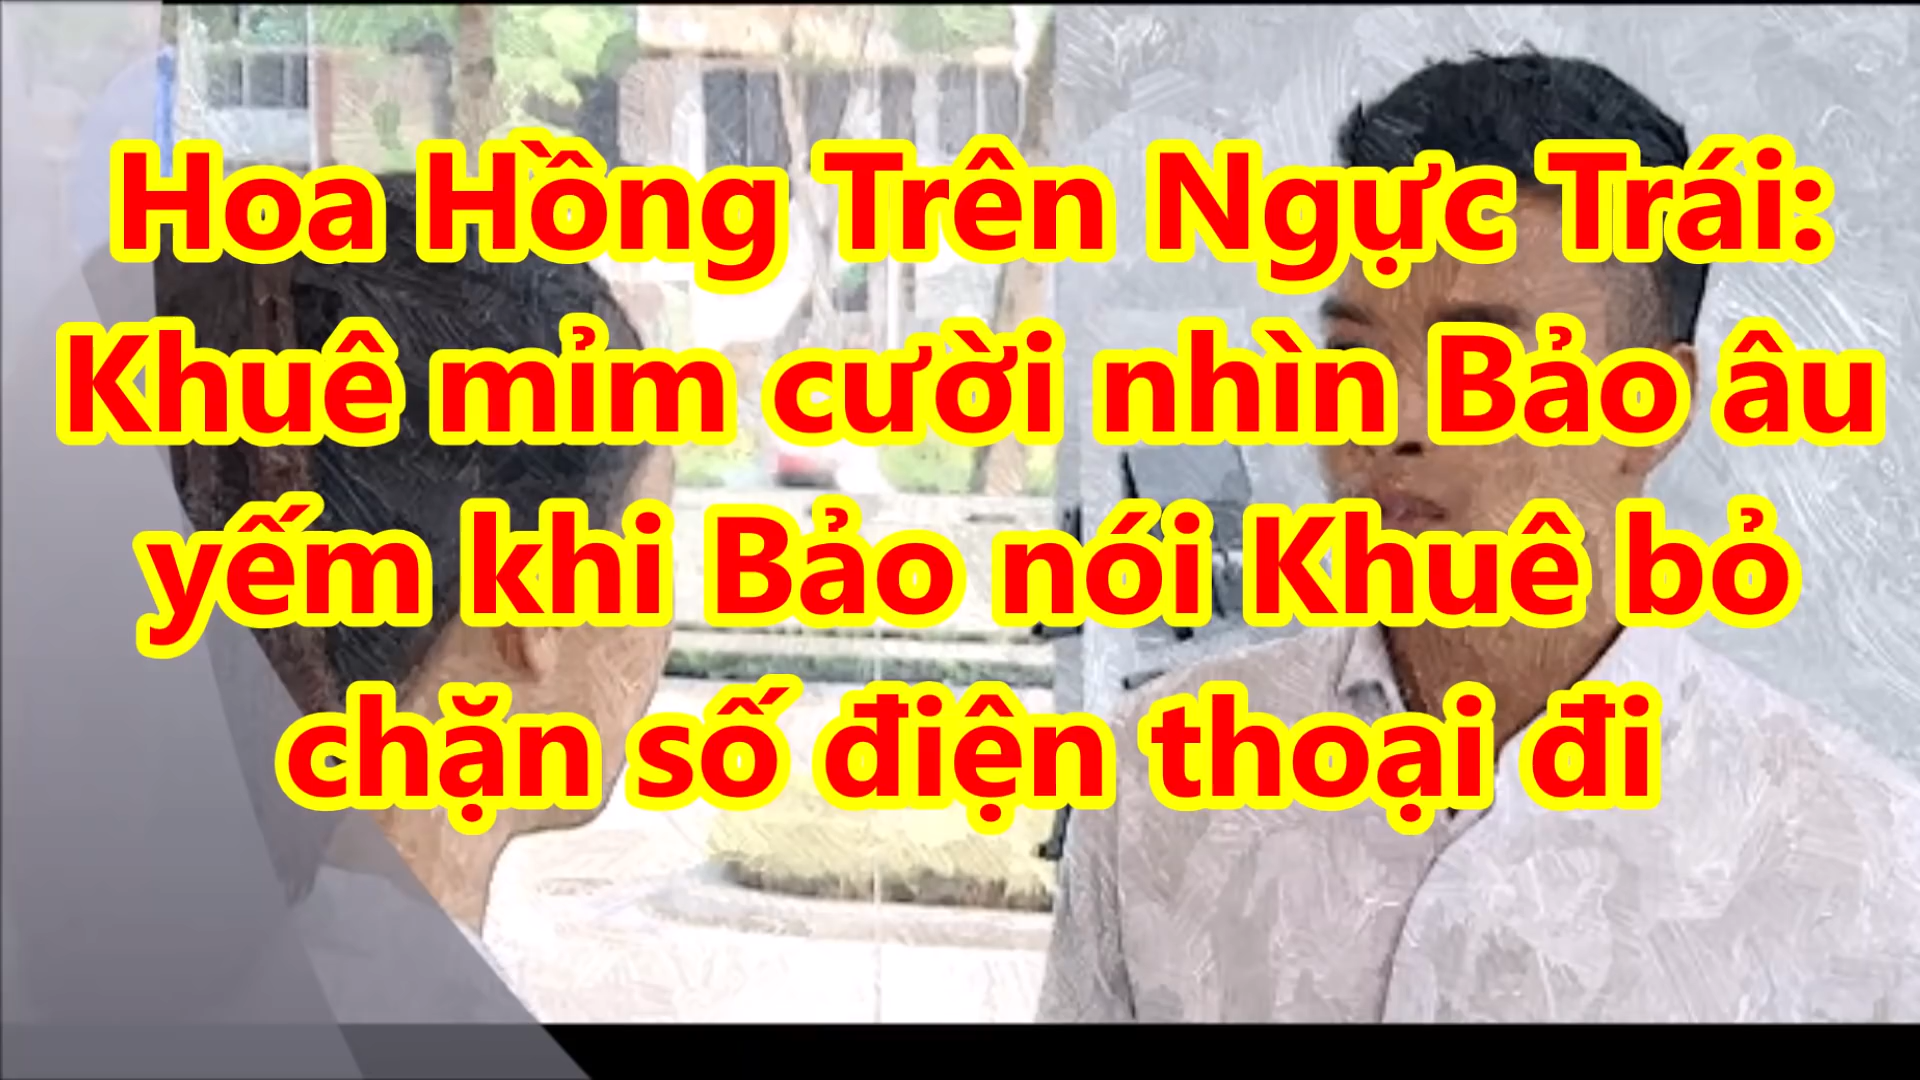 Hoa Hồng Trên Ngực Trái:
Khuê mỉm cười nhìn Bảo âu
yếm khi Bảo nói Khuê bỏ
chặn số điện thoại đi